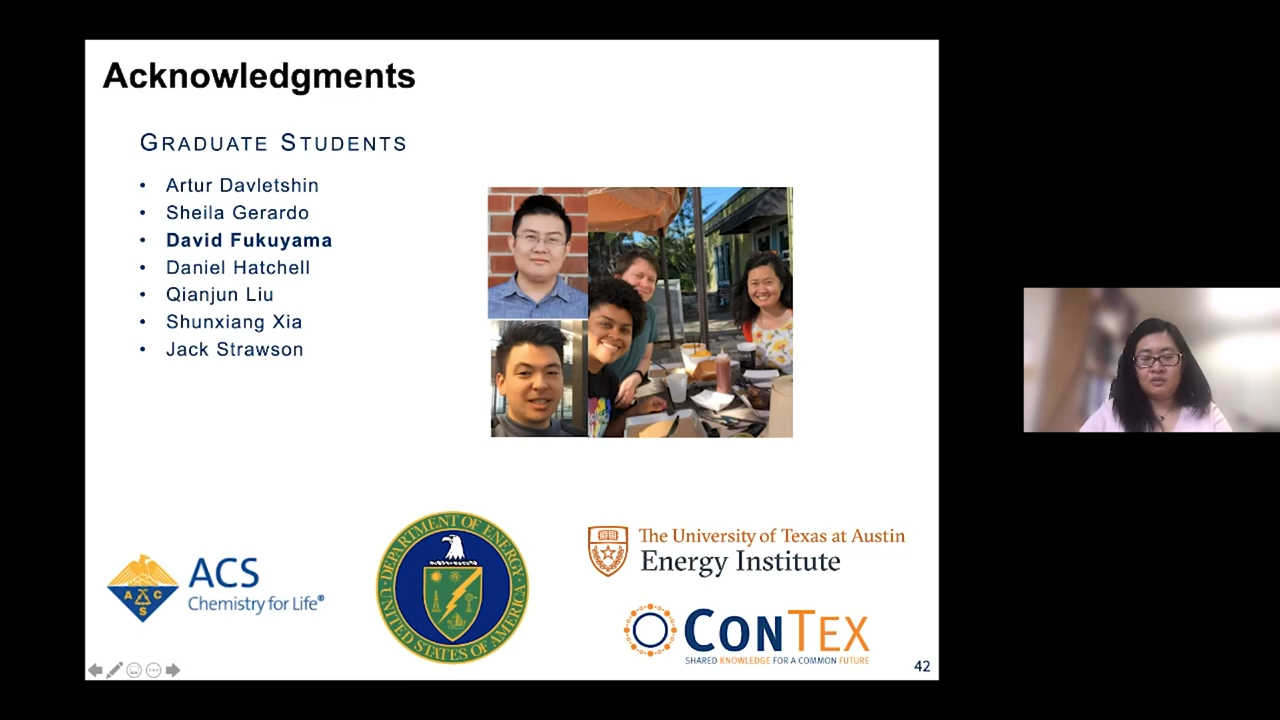 Acknowledgments
GRADUATE STUDENTS
• Artur Davletshin
• Sheila Gerardo
• David Fukuyama
• Daniel Hatchell
• Qianjun Liu
• Shunxiang Xia
• Jack Strawson
ACS
Chemistry for Life®
A C S
DEPARTMENT OF ENERGY
UNITED STATES OF AMERICA
The University of Texas at Austin
Energy Institute
CONTEX
SHARED KNOWLEDGE FOR A COMMON FUTURE
42